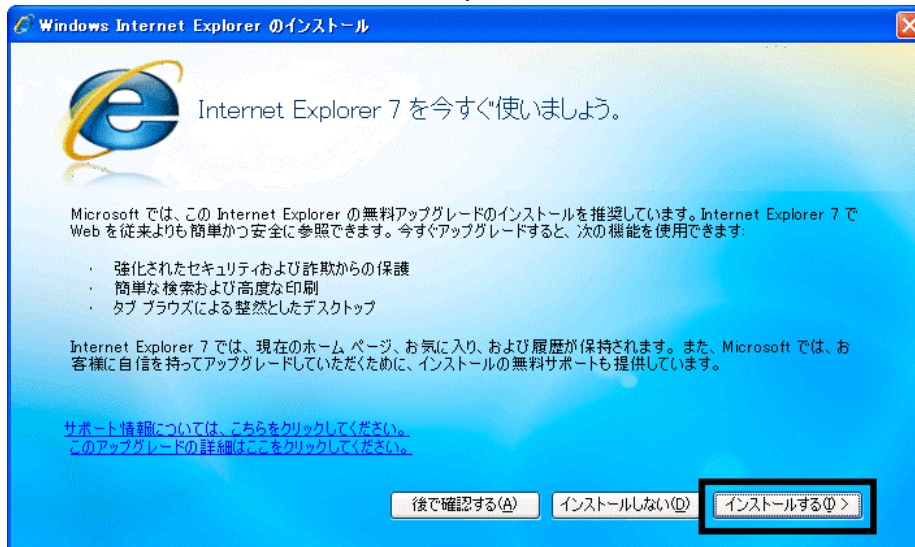 Windows Internet Explorer のインストール
Internet Explorer 7 を今すぐ使いましょう。
Microsoft では、この Internet Explorer の無料アップグレードのインストールを推奨しています。Internet Explorer 7 で
Web を従来よりも簡単かつ安全に参照できます。今すぐアップグレードすると、次の機能を使用できます:
・ 強化されたセキュリティおよび詐欺からの保護
・ 簡単な検索および高度な印刷
・ タブ ブラウズによる整然としたデスクトップ
Internet Explorer 7 では、現在のホーム ページ、お気に入り、および履歴が保持されます。また、Microsoft では、お
客様に自信を持ってアップグレードしていただくために、インストールの無料サポートも提供しています。
サポート情報については、こちらをクリックしてください。
このアップグレードの詳細はここをクリックしてください。
後で確認する(A) インストールしない(D) インストールする(I) >